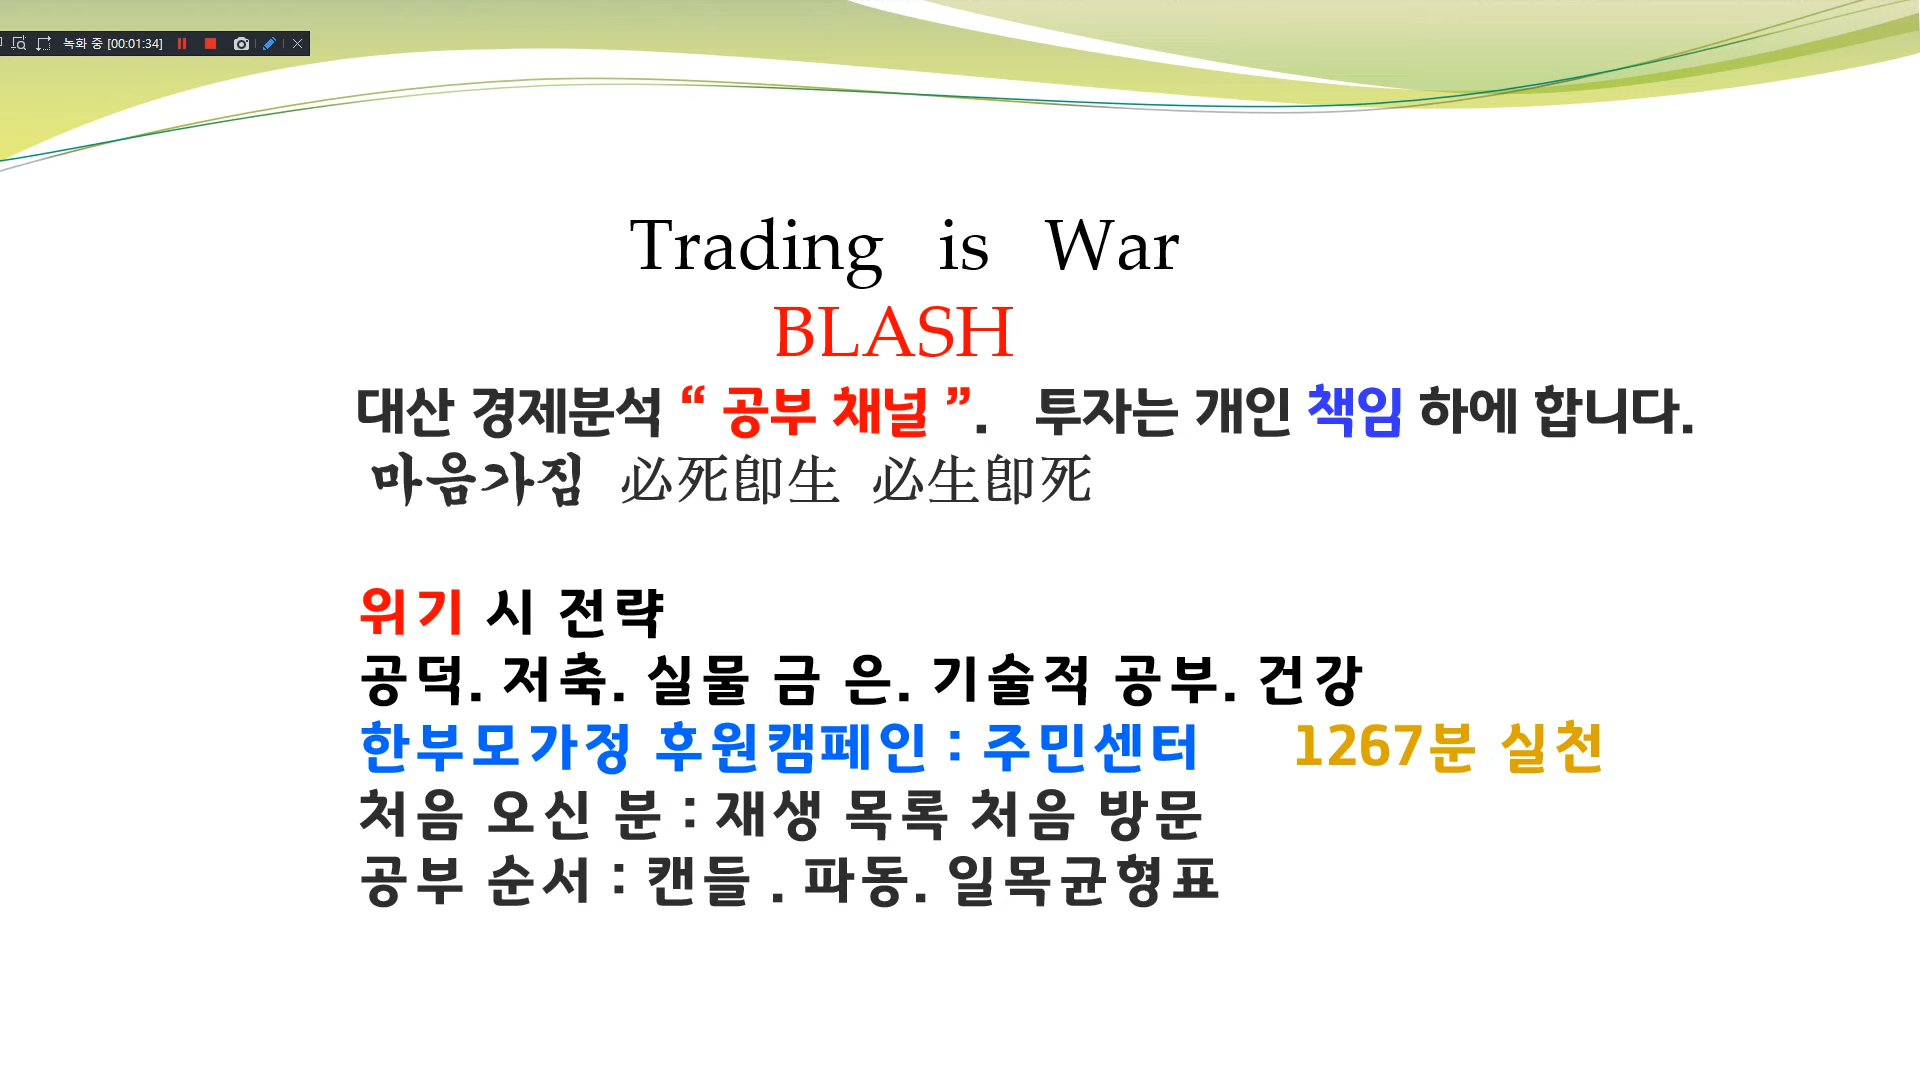 녹화 중 [00:01:34]
Trading is War
BLASH
대산 경제분석 “ 공부 채널 ”. 투자는 개인 책임 하에 합니다.
마음가짐 必死卽生 必生卽死
위기 시 전략
공덕. 저축. 실물 금 은. 기술적 공부. 건강
한부모가정 후원캠페인 : 주민센터 1267분 실천
처음 오신 분 : 재생 목록 처음 방문
공부 순서 : 캔들 . 파동. 일목균형표